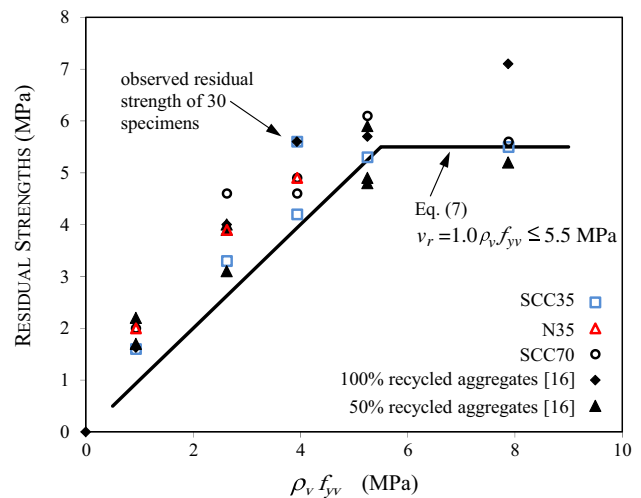 8
7
6
5
4
3
2
1
0
RESIDUAL STRENGTHS (MPa)
observed residual
strength of 30
specimens
Eq. (7)
v_r =1.0 ρ_v f_yv ≤ 5.5 MPa
SCC35
N35
SCC70
100% recycled aggregates [16]
50% recycled aggregates [16]
0 2 4 6 8 10
ρ_v f_yv (MPa)